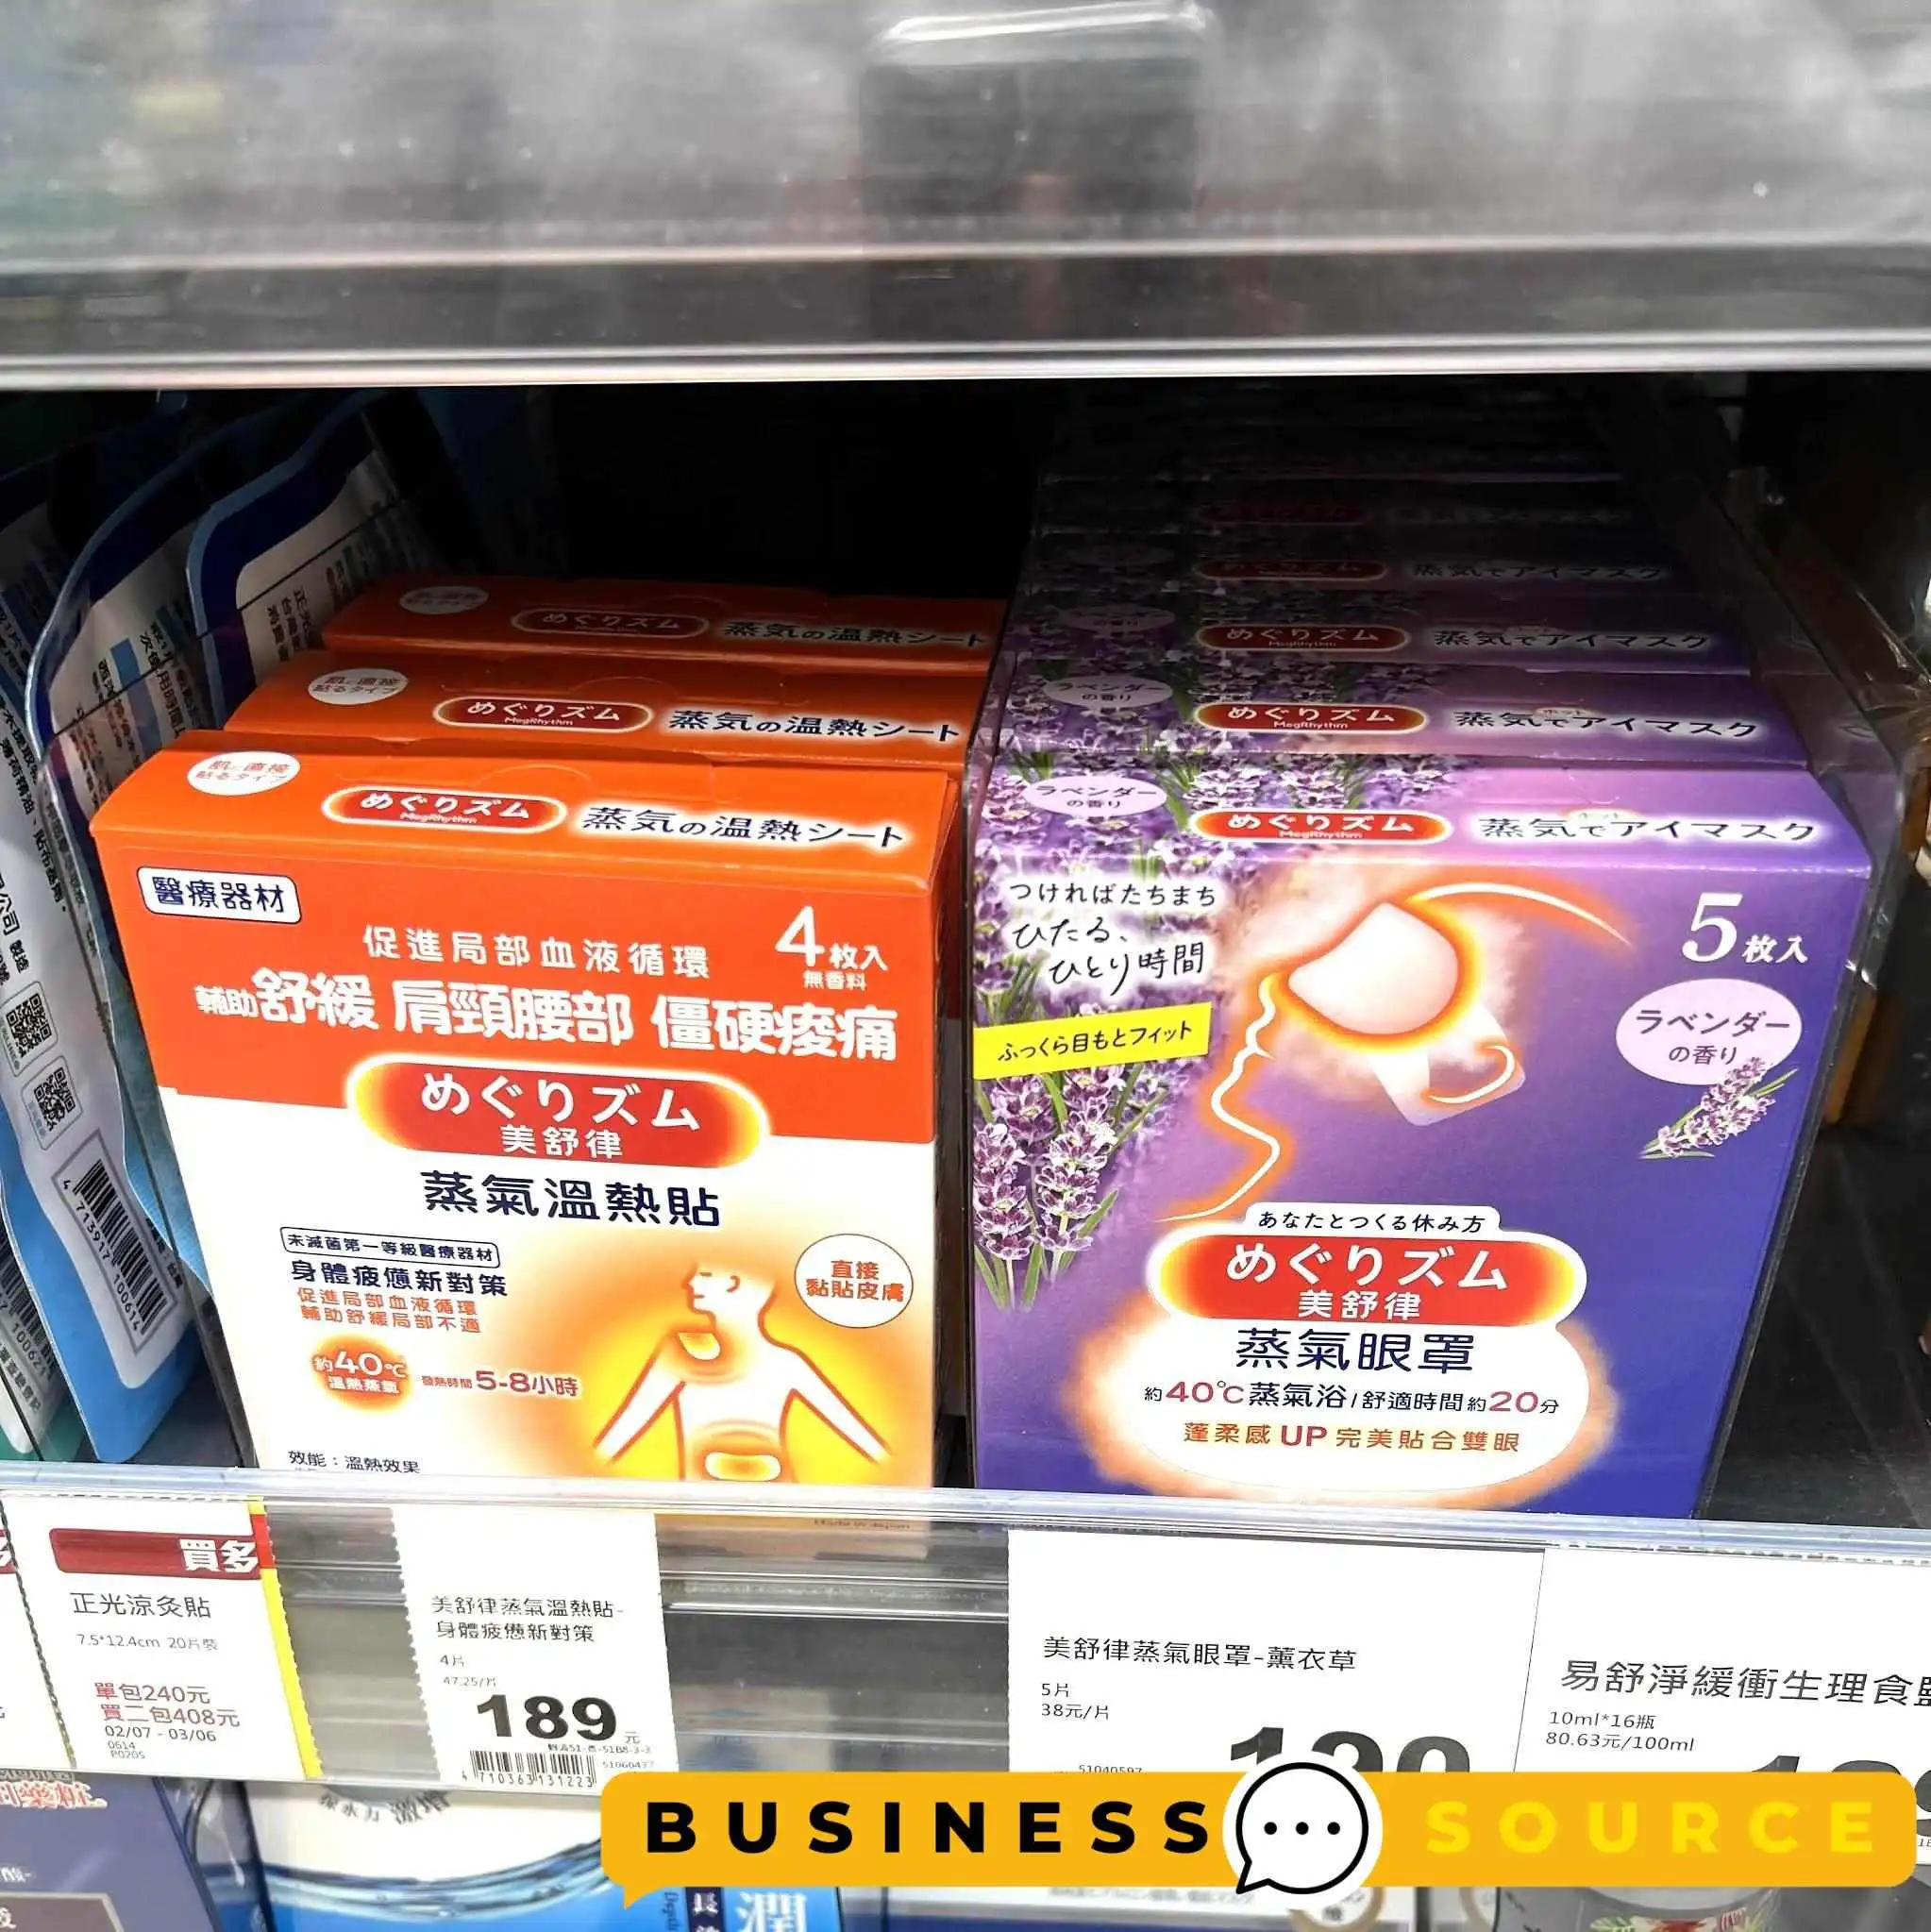 めぐりズム
蒸気の温熱シート
めぐりズム
MegRhythm
蒸気の温熱シート
肌に直接
貼るタイプ
めぐりズム
MegRhythm
蒸気の温熱シート
醫療器材
促進局部血液循環
4枚入
無香料
輔助舒緩 肩頸腰部 僵硬痠痛
めぐりズム
美舒律
蒸氣溫熱貼
未滅菌第一等級醫療器材
身體疲憊新對策
促進局部血液循環
輔助舒緩局部不適
直接
黏貼皮膚
約40℃
溫熱蒸氣
發熱時間 5-8小時
效能：溫熱效果
めぐりズム
蒸気でアイマスク
めぐりズム
MegRhythm
蒸気でアイマスク
ラベンダー
の香り
めぐりズム
MegRhythm
蒸気でアイマスク
ラベンダー
の香り
めぐりズム
MegRhythm
蒸気でアイマスク
つければたちまち
ひたる、
ひとり時間
ふっくら目もとフィット
5枚入
ラベンダー
の香り
あなたとつくる休み方
めぐりズム
美舒律
蒸氣眼罩
約40℃蒸氣浴/舒適時間約20分
蓬柔感UP完美貼合雙眼
4 713917 100614
買多
正光涼灸貼
7.5*12.4cm 20片裝
單包240元
買二包408元
02/07 - 03/06
0614
P020S
美舒律蒸氣溫熱貼-
身體疲憊新對策
4片
47.25/片
189元
51060437
4 710363 131223
美舒律蒸氣眼罩-薰衣草
5片
38元/片
51040597
易舒淨緩衝生理食鹽
10ml*16瓶
80.63元/100ml
BUSINESS SOURCE
潤